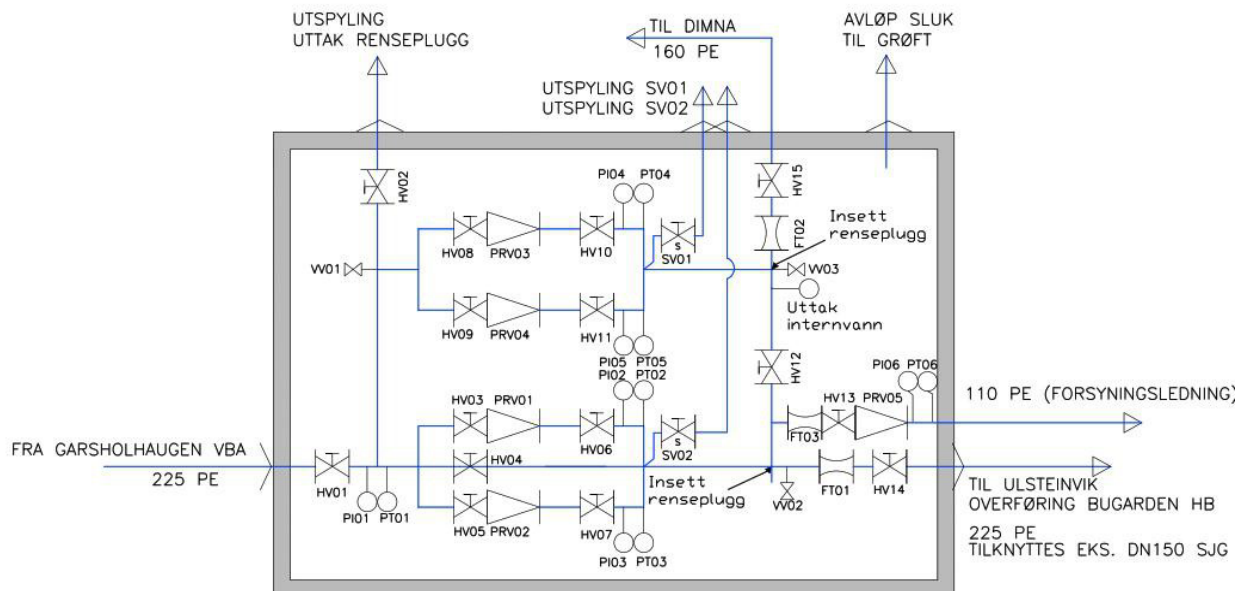 UTSPYLING
UTTAK RENSEPLUGG
TIL DIMNA
160 PE
AVLØP SLUK
TIL GRØFT
UTSPYLING SV01
UTSPYLING SV02
HV02
PI04
PT04
HV15
HV08
PRV03
HV10
SV01
s
FT02
Insett
renseplugg
VV01
VV03
Uttak
internvann
HV09
PRV04
HV11
PI05
PT05
PI02
PT02
HV12
PI06
PT06
110 PE (FORSYNINGSLEDNING)
HV03
PRV01
HV06
SV02
s
HV13
PRV05
FT03
FRA GARSHOLHAUGEN VBA
225 PE
HV01
HV04
Insett
renseplugg
PI01
PT01
HV05
PRV02
HV07
VV02
FT01
HV14
PI03
PT03
TIL ULSTEINVIK
OVERFØRING BUGARDEN HB
225 PE
TILKNYTTES EKS. DN150 SJG